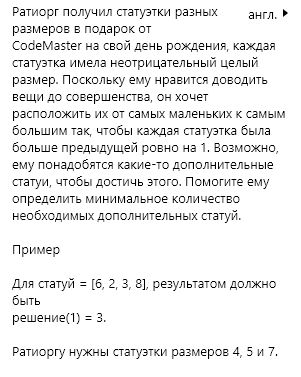 Ратиорг получил статуэтки разных англ.
размеров в подарок от
CodeMaster на свой день рождения, каждая
статуэтка имела неотрицательный целый
размер. Поскольку ему нравится доводить
вещи до совершенства, он хочет
расположить их от самых маленьких к самым
большим так, чтобы каждая статуэтка была
больше предыдущей ровно на 1. Возможно,
ему понадобятся какие-то дополнительные
статуи, чтобы достичь этого. Помогите ему
определить минимальное количество
необходимых дополнительных статуй.
Пример
Для статуй = [6, 2, 3, 8], результатом должно
быть
решение(1) = 3.
Ратиоргу нужны статуэтки размеров 4, 5 и 7.